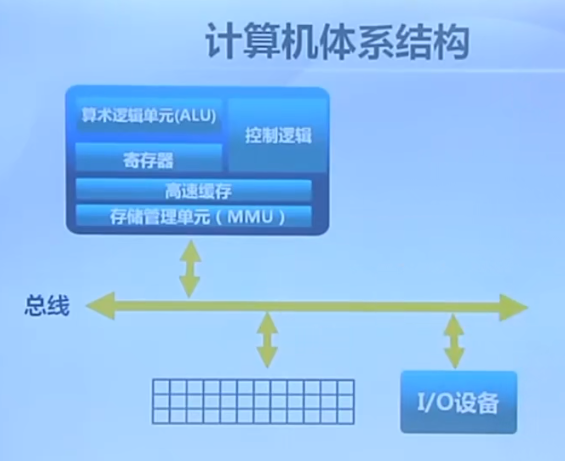 计算机体系结构
算术逻辑单元(ALU)
控制逻辑
寄存器
高速缓存
存储管理单元（MMU）
总线
I/O设备